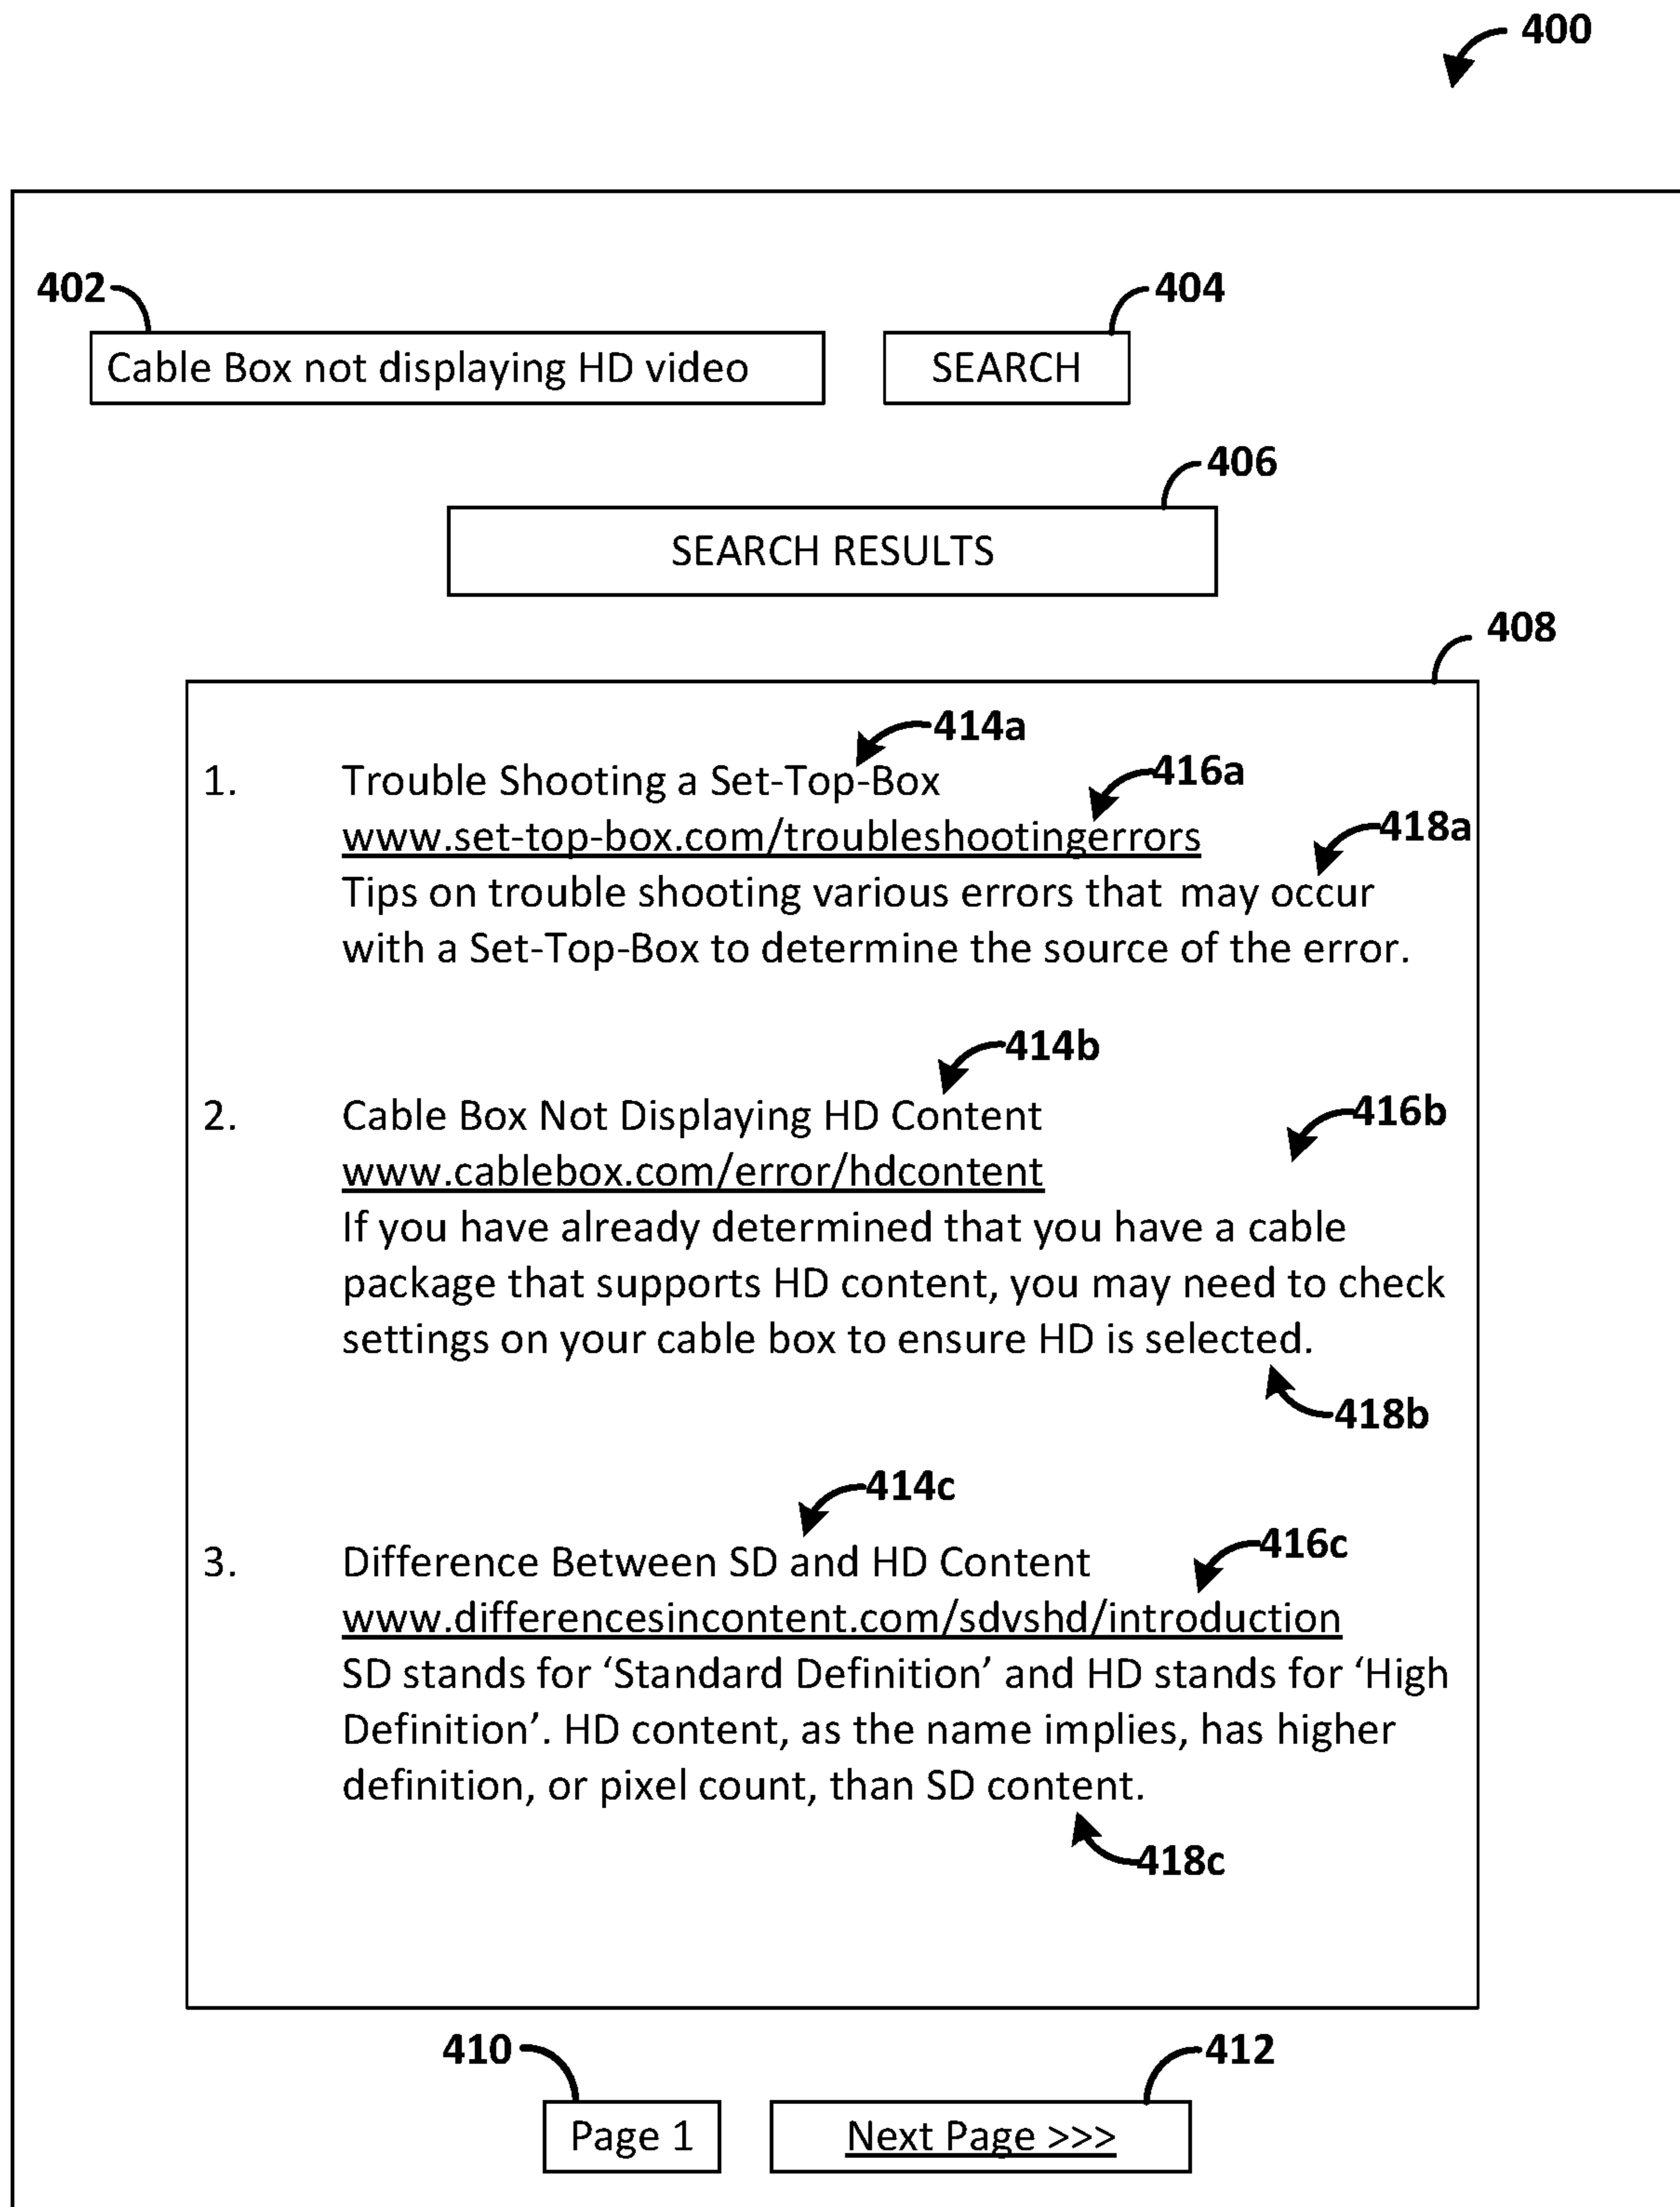 400
402
404
Cable Box not displaying HD video
SEARCH
406
SEARCH RESULTS
408
414a
1. Trouble Shooting a Set-Top-Box
416a
www.set-top-box.com/troubleshootingerrors
418a
Tips on trouble shooting various errors that may occur
with a Set-Top-Box to determine the source of the error.
414b
2. Cable Box Not Displaying HD Content
416b
www.cablebox.com/error/hdcontent
If you have already determined that you have a cable
package that supports HD content, you may need to check
settings on your cable box to ensure HD is selected.
418b
414c
3. Difference Between SD and HD Content
416c
www.differencesincontent.com/sdvshd/introduction
SD stands for ‘Standard Definition’ and HD stands for ‘High
Definition’. HD content, as the name implies, has higher
definition, or pixel count, than SD content.
418c
410
412
Page 1
Next Page >>>